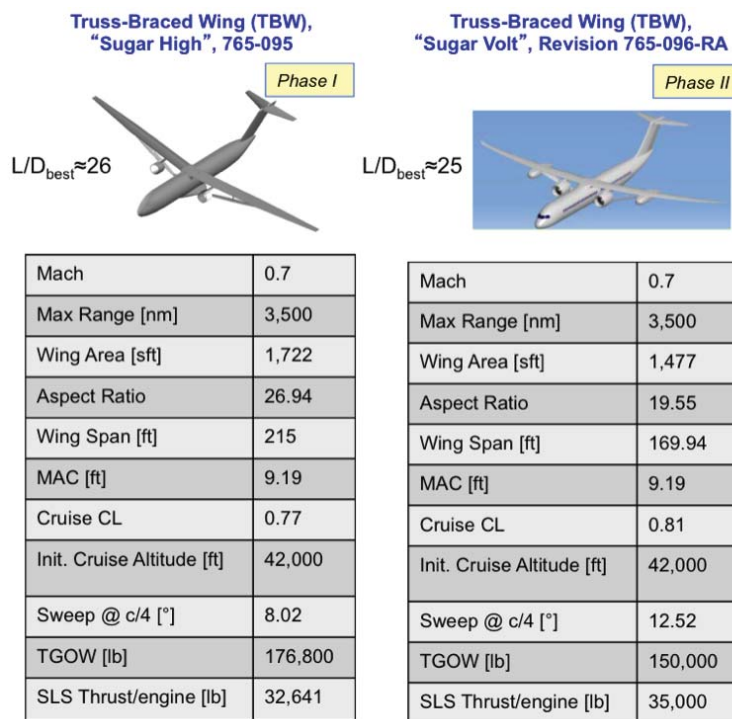 Truss-Braced Wing (TBW),
"Sugar High", 765-095
Phase I
L/Dbest≈26
Mach 0.7
Max Range [nm] 3,500
Wing Area [sft] 1,722
Aspect Ratio 26.94
Wing Span [ft] 215
MAC [ft] 9.19
Cruise CL 0.77
Init. Cruise Altitude [ft] 42,000
Sweep @ c/4 [°] 8.02
TGOW [lb] 176,800
SLS Thrust/engine [lb] 32,641
Truss-Braced Wing (TBW),
"Sugar Volt", Revision 765-096-RA
Phase II
L/Dbest≈25
Mach 0.7
Max Range [nm] 3,500
Wing Area [sft] 1,477
Aspect Ratio 19.55
Wing Span [ft] 169.94
MAC [ft] 9.19
Cruise CL 0.81
Init. Cruise Altitude [ft] 42,000
Sweep @ c/4 [°] 12.52
TGOW [lb] 150,000
SLS Thrust/engine [lb] 35,000